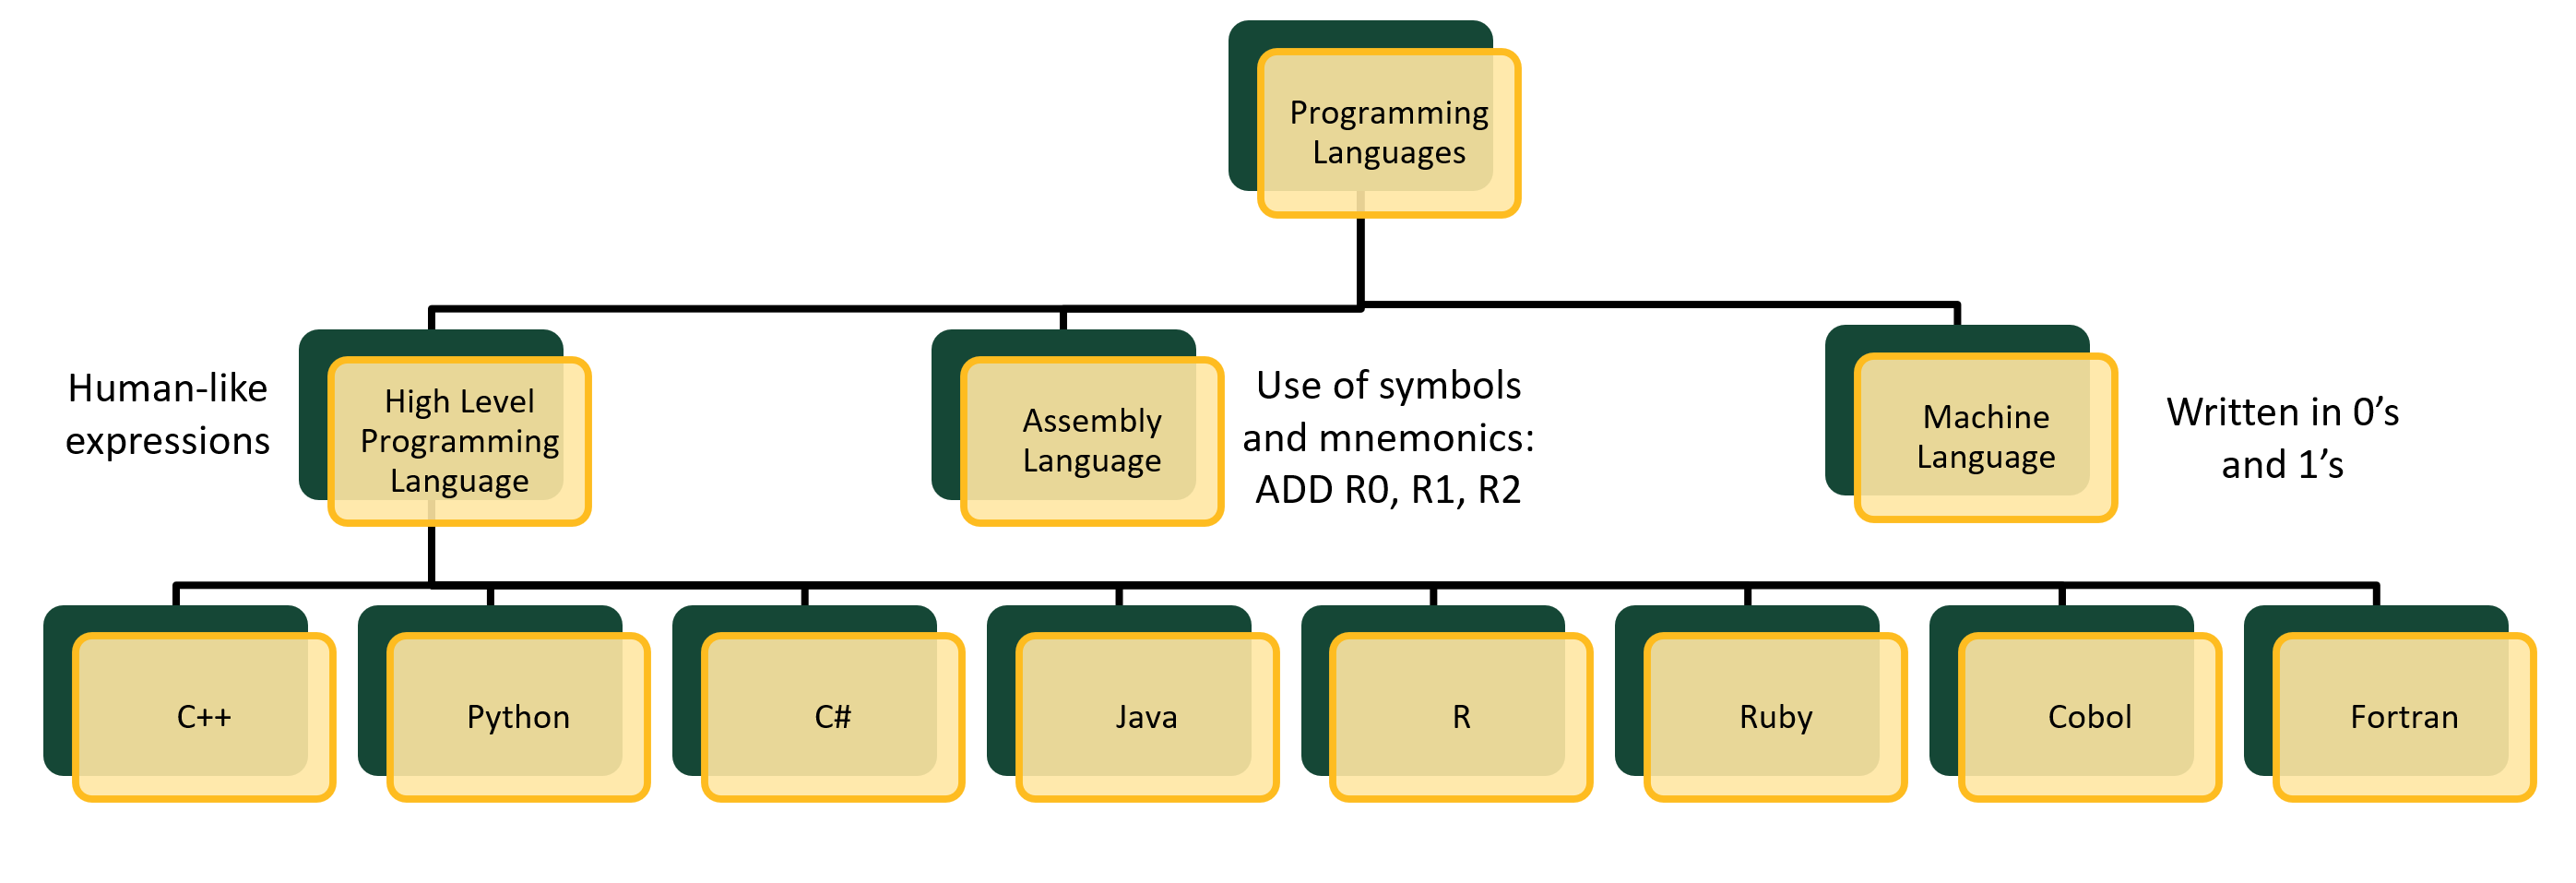 Programming
Languages
Human-like
expressions
High Level
Programming
Language
Assembly
Language
Use of symbols
and mnemonics:
ADD R0, R1, R2
Machine
Language
Written in 0’s
and 1’s
C++
Python
C#
Java
R
Ruby
Cobol
Fortran